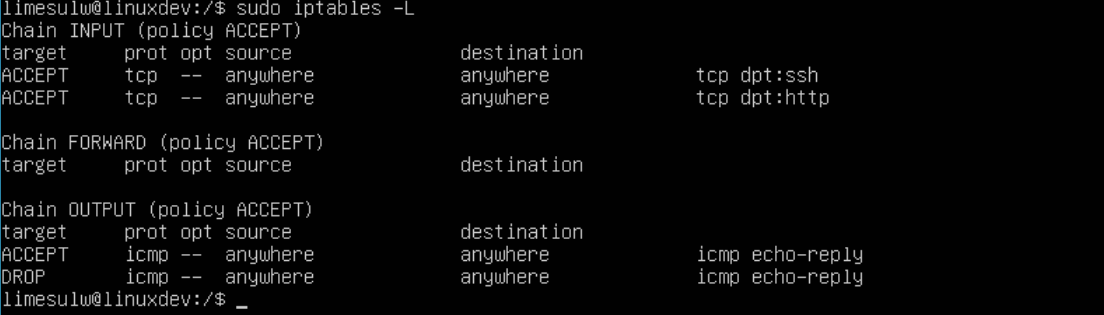 limesulw@linuxdev:/$ sudo iptables -L
Chain INPUT (policy ACCEPT)
target     prot opt source               destination
ACCEPT     tcp  --  anywhere             anywhere             tcp dpt:ssh
ACCEPT     tcp  --  anywhere             anywhere             tcp dpt:http

Chain FORWARD (policy ACCEPT)
target     prot opt source               destination

Chain OUTPUT (policy ACCEPT)
target     prot opt source               destination
ACCEPT     icmp --  anywhere             anywhere             icmp echo-reply
DROP       icmp --  anywhere             anywhere             icmp echo-reply
limesulw@linuxdev:/$ _